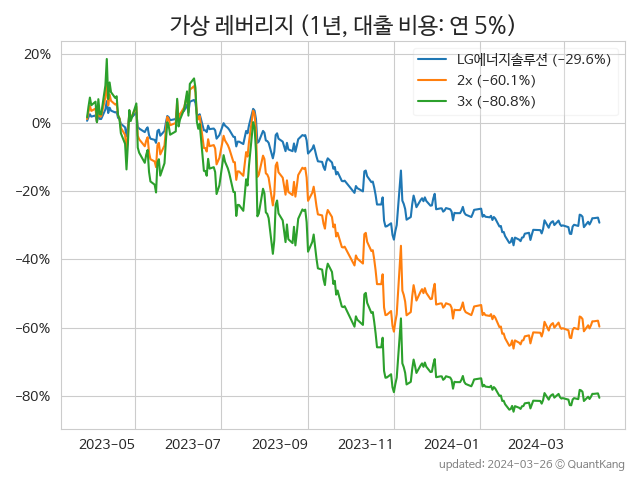 가상 레버리지 (1년, 대출 비용: 연 5%)
20%
0%
−20%
−40%
−60%
−80%
LG에너지솔루션 (−29.6%)
2x (−60.1%)
3x (−80.8%)
2023-05
2023-07
2023-09
2023-11
2024-01
2024-03
updated: 2024-03-26 © QuantKang